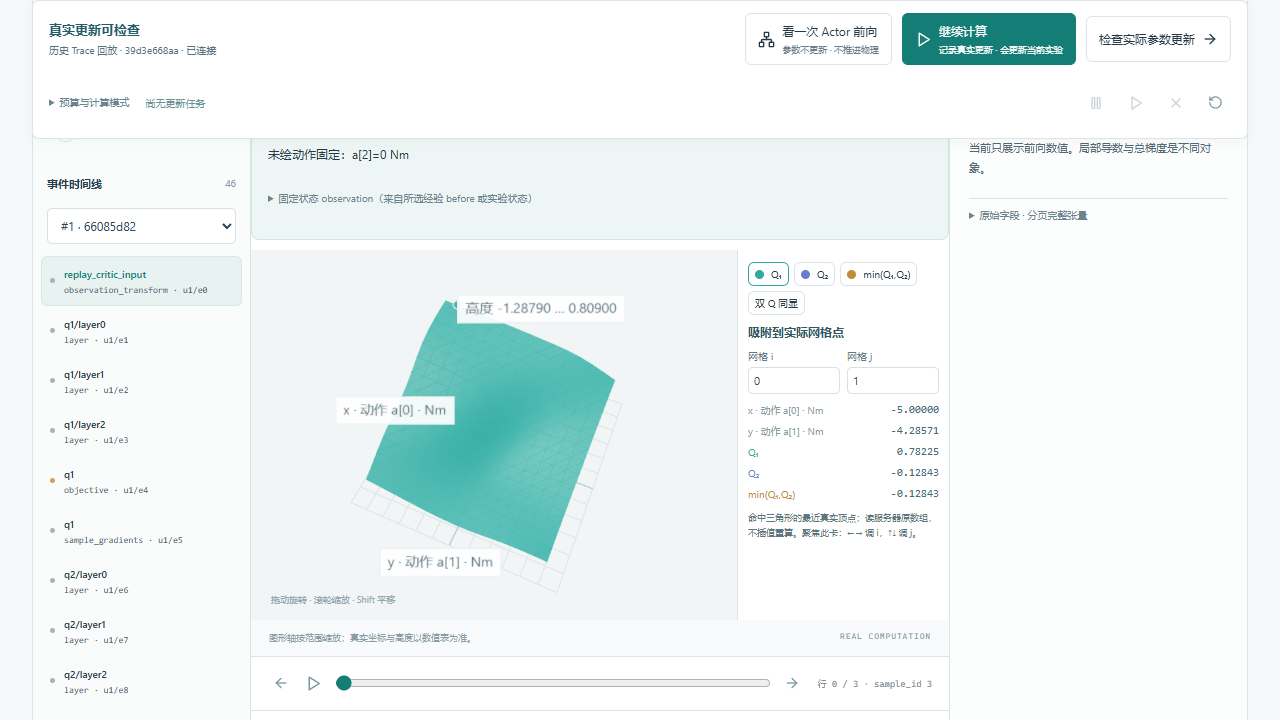 真实更新可检查
历史 Trace 回放 · 39d3e668aa · 已连接
看一次 Actor 前向
参数不更新 · 不推进物理
继续计算
记录真实更新 · 会更新当前实验
检查实际参数更新
预算与计算模式
尚无更新任务
事件时间线
46
#1 · 66085d82
replay_critic_input
observation_transform · u1/e0
q1/layer0
layer · u1/e1
q1/layer1
layer · u1/e2
q1/layer2
layer · u1/e3
q1
objective · u1/e4
q1
sample_gradients · u1/e5
q2/layer0
layer · u1/e6
q2/layer1
layer · u1/e7
q2/layer2
layer · u1/e8
未绘动作固定：a[2]=0 Nm
固定状态 observation（来自所选经验 before 或实验状态）
高度 -1.28790 ... 0.80900
x · 动作 a[0] · Nm
y · 动作 a[1] · Nm
拖动旋转 · 滚轮缩放 · Shift 平移
Q₁
Q₂
min(Q₁,Q₂)
双 Q 同显
吸附到实际网格点
网格 i
网格 j
0
1
x · 动作 a[0] · Nm
-5.00000
y · 动作 a[1] · Nm
-4.28571
Q₁
0.78225
Q₂
-0.12843
min(Q₁,Q₂)
-0.12843
命中三角形的最近真实顶点；读服务器原数组，
不插值重算。聚焦此卡：←→ 调 i，↑↓ 调 j。
图形轴按范围缩放；真实坐标与高度以数值表为准。
REAL COMPUTATION
行 0 / 3 · sample_id 3
当前只展示前向数值。局部导数与总梯度是不同对
象。
原始字段 · 分页完整张量